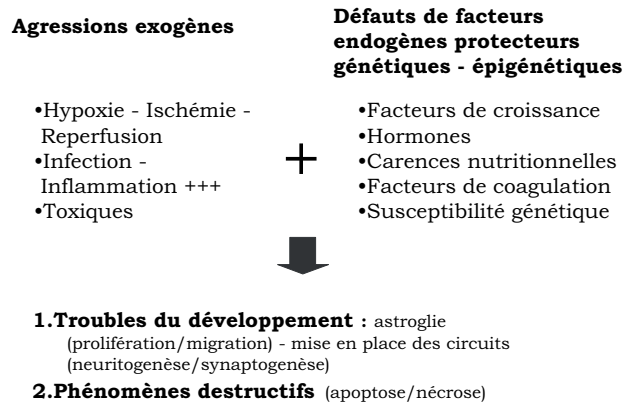 Agressions exogènes
Défauts de facteurs
endogènes protecteurs
génétiques - épigénétiques
•Hypoxie - Ischémie -
Reperfusion
•Infection -
Inflammation +++
•Toxiques
+
•Facteurs de croissance
•Hormones
•Carences nutritionnelles
•Facteurs de coagulation
•Susceptibilité génétique
1.Troubles du développement : astroglie
(prolifération/migration) - mise en place des circuits
(neuritogenèse/synaptogenèse)
2.Phénomènes destructifs (apoptose/nécrose)